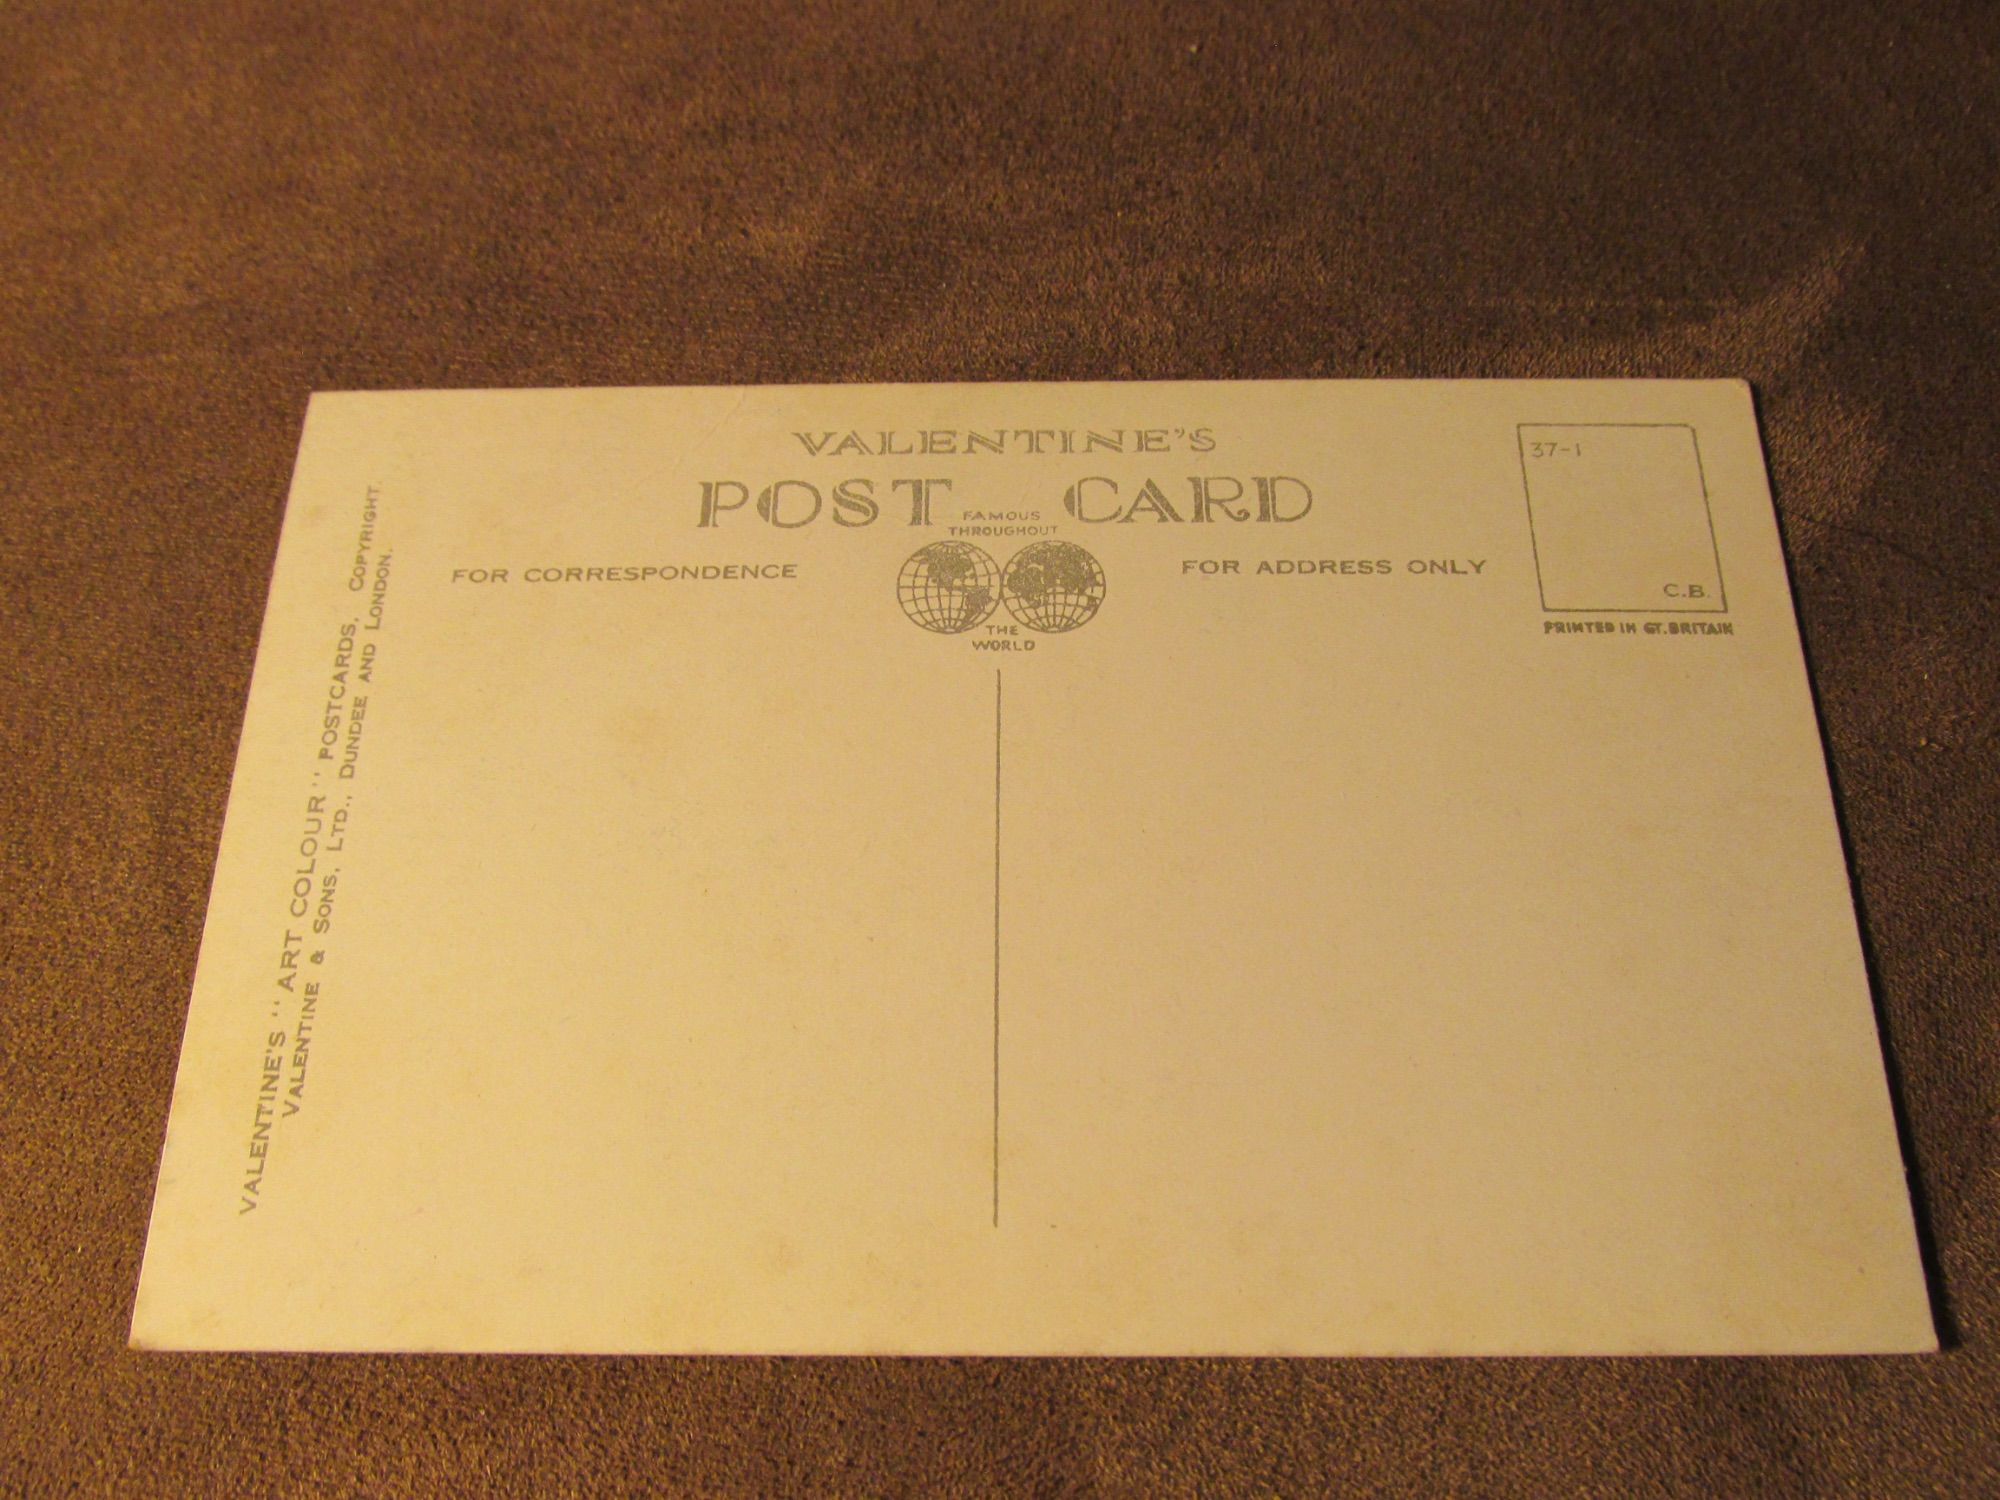 VALENTINE'S
POST CARD
FAMOUS
THROUGHOUT
THE
WORLD
FOR CORRESPONDENCE
FOR ADDRESS ONLY
37-1
C.B.
PRINTED IN GT. BRITAIN
VALENTINE'S "ART COLOUR" POSTCARDS. COPYRIGHT.
VALENTINE & SONS, LTD., DUNDEE AND LONDON.